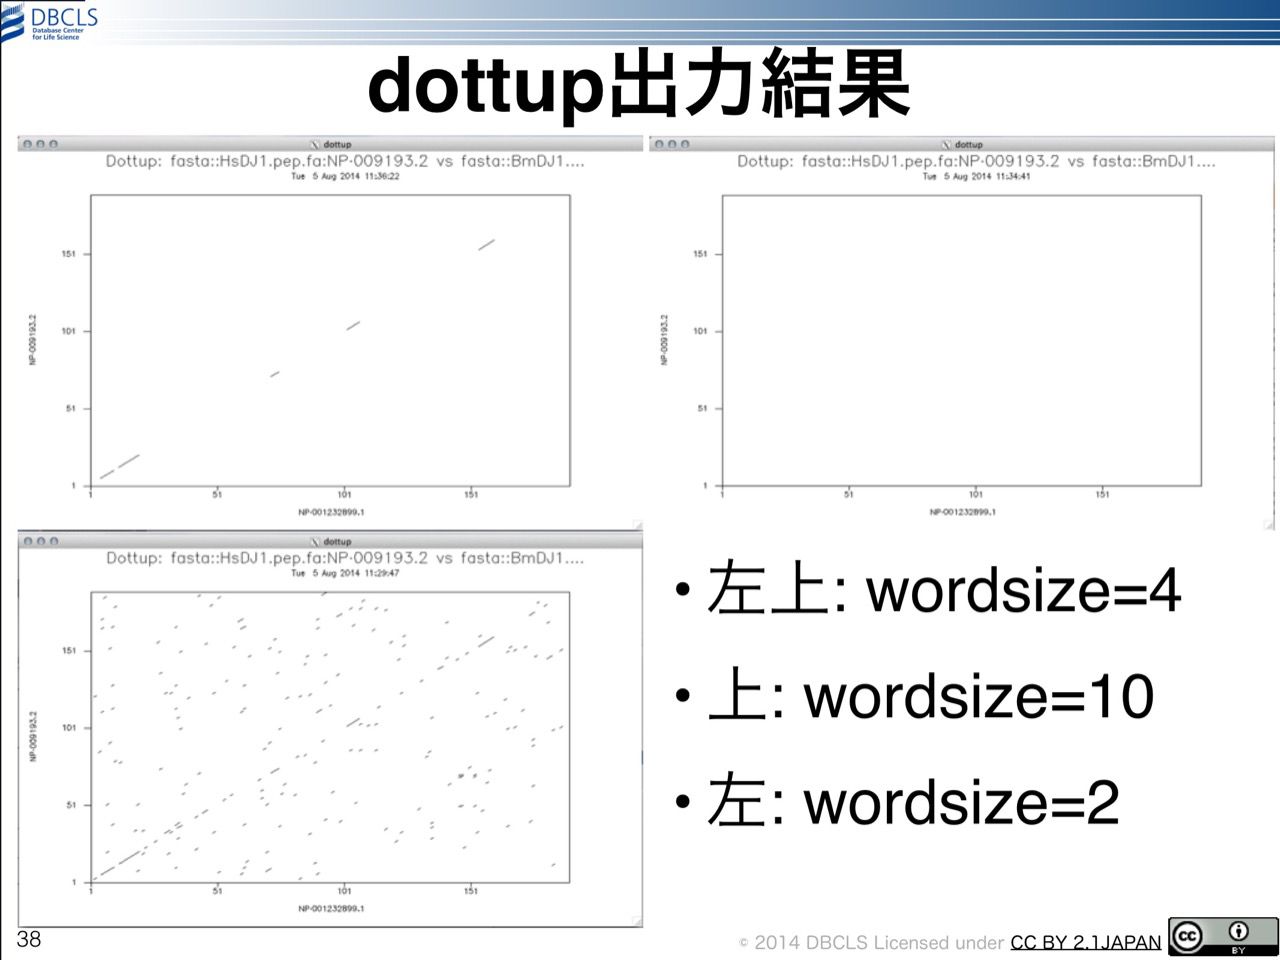 DBCLS
Database Center
for Life Science
dottup出力結果
dottup
Dottup: fasta::HsDJ1.pep.fa:NP-009193.2 vs fasta::BmDJ1....
Tue 5 Aug 2014 11:36:22
151
101
51
1
NP-009193.2
1 51 101 151
NP-001232899.1
dottup
Dottup: fasta::HsDJ1.pep.fa:NP-009193.2 vs fasta::BmDJ1....
Tue 5 Aug 2014 11:34:41
151
101
51
1
NP-009193.2
1 51 101 151
NP-001232899.1
dottup
Dottup: fasta::HsDJ1.pep.fa:NP-009193.2 vs fasta::BmDJ1....
Tue 5 Aug 2014 11:29:47
151
101
51
1
NP-009193.2
1 51 101 151
NP-001232899.1
• 左上: wordsize=4
• 上: wordsize=10
• 左: wordsize=2
38
© 2014 DBCLS Licensed under CC BY 2.1JAPAN
cc
BY